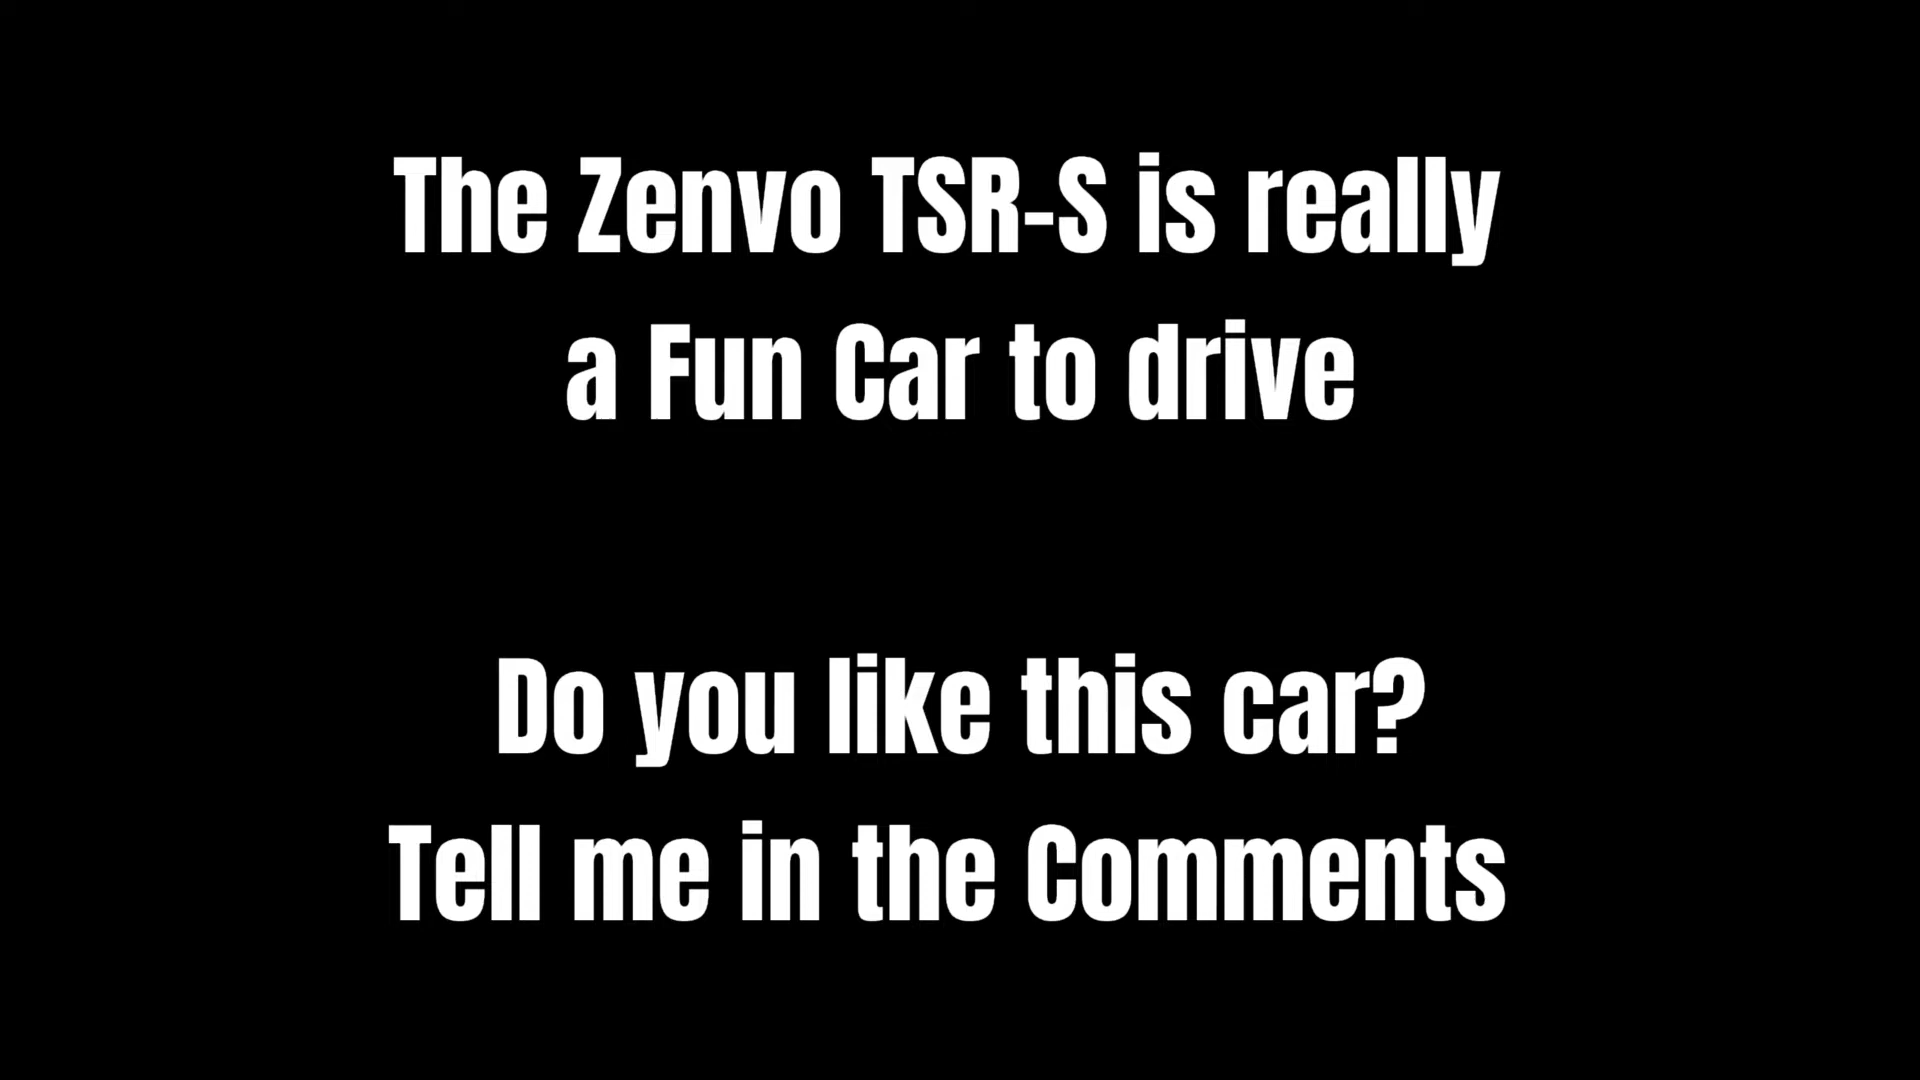 The Zenvo TSR-S is really
a Fun Car to drive
Do you like this car?
Tell me in the Comments